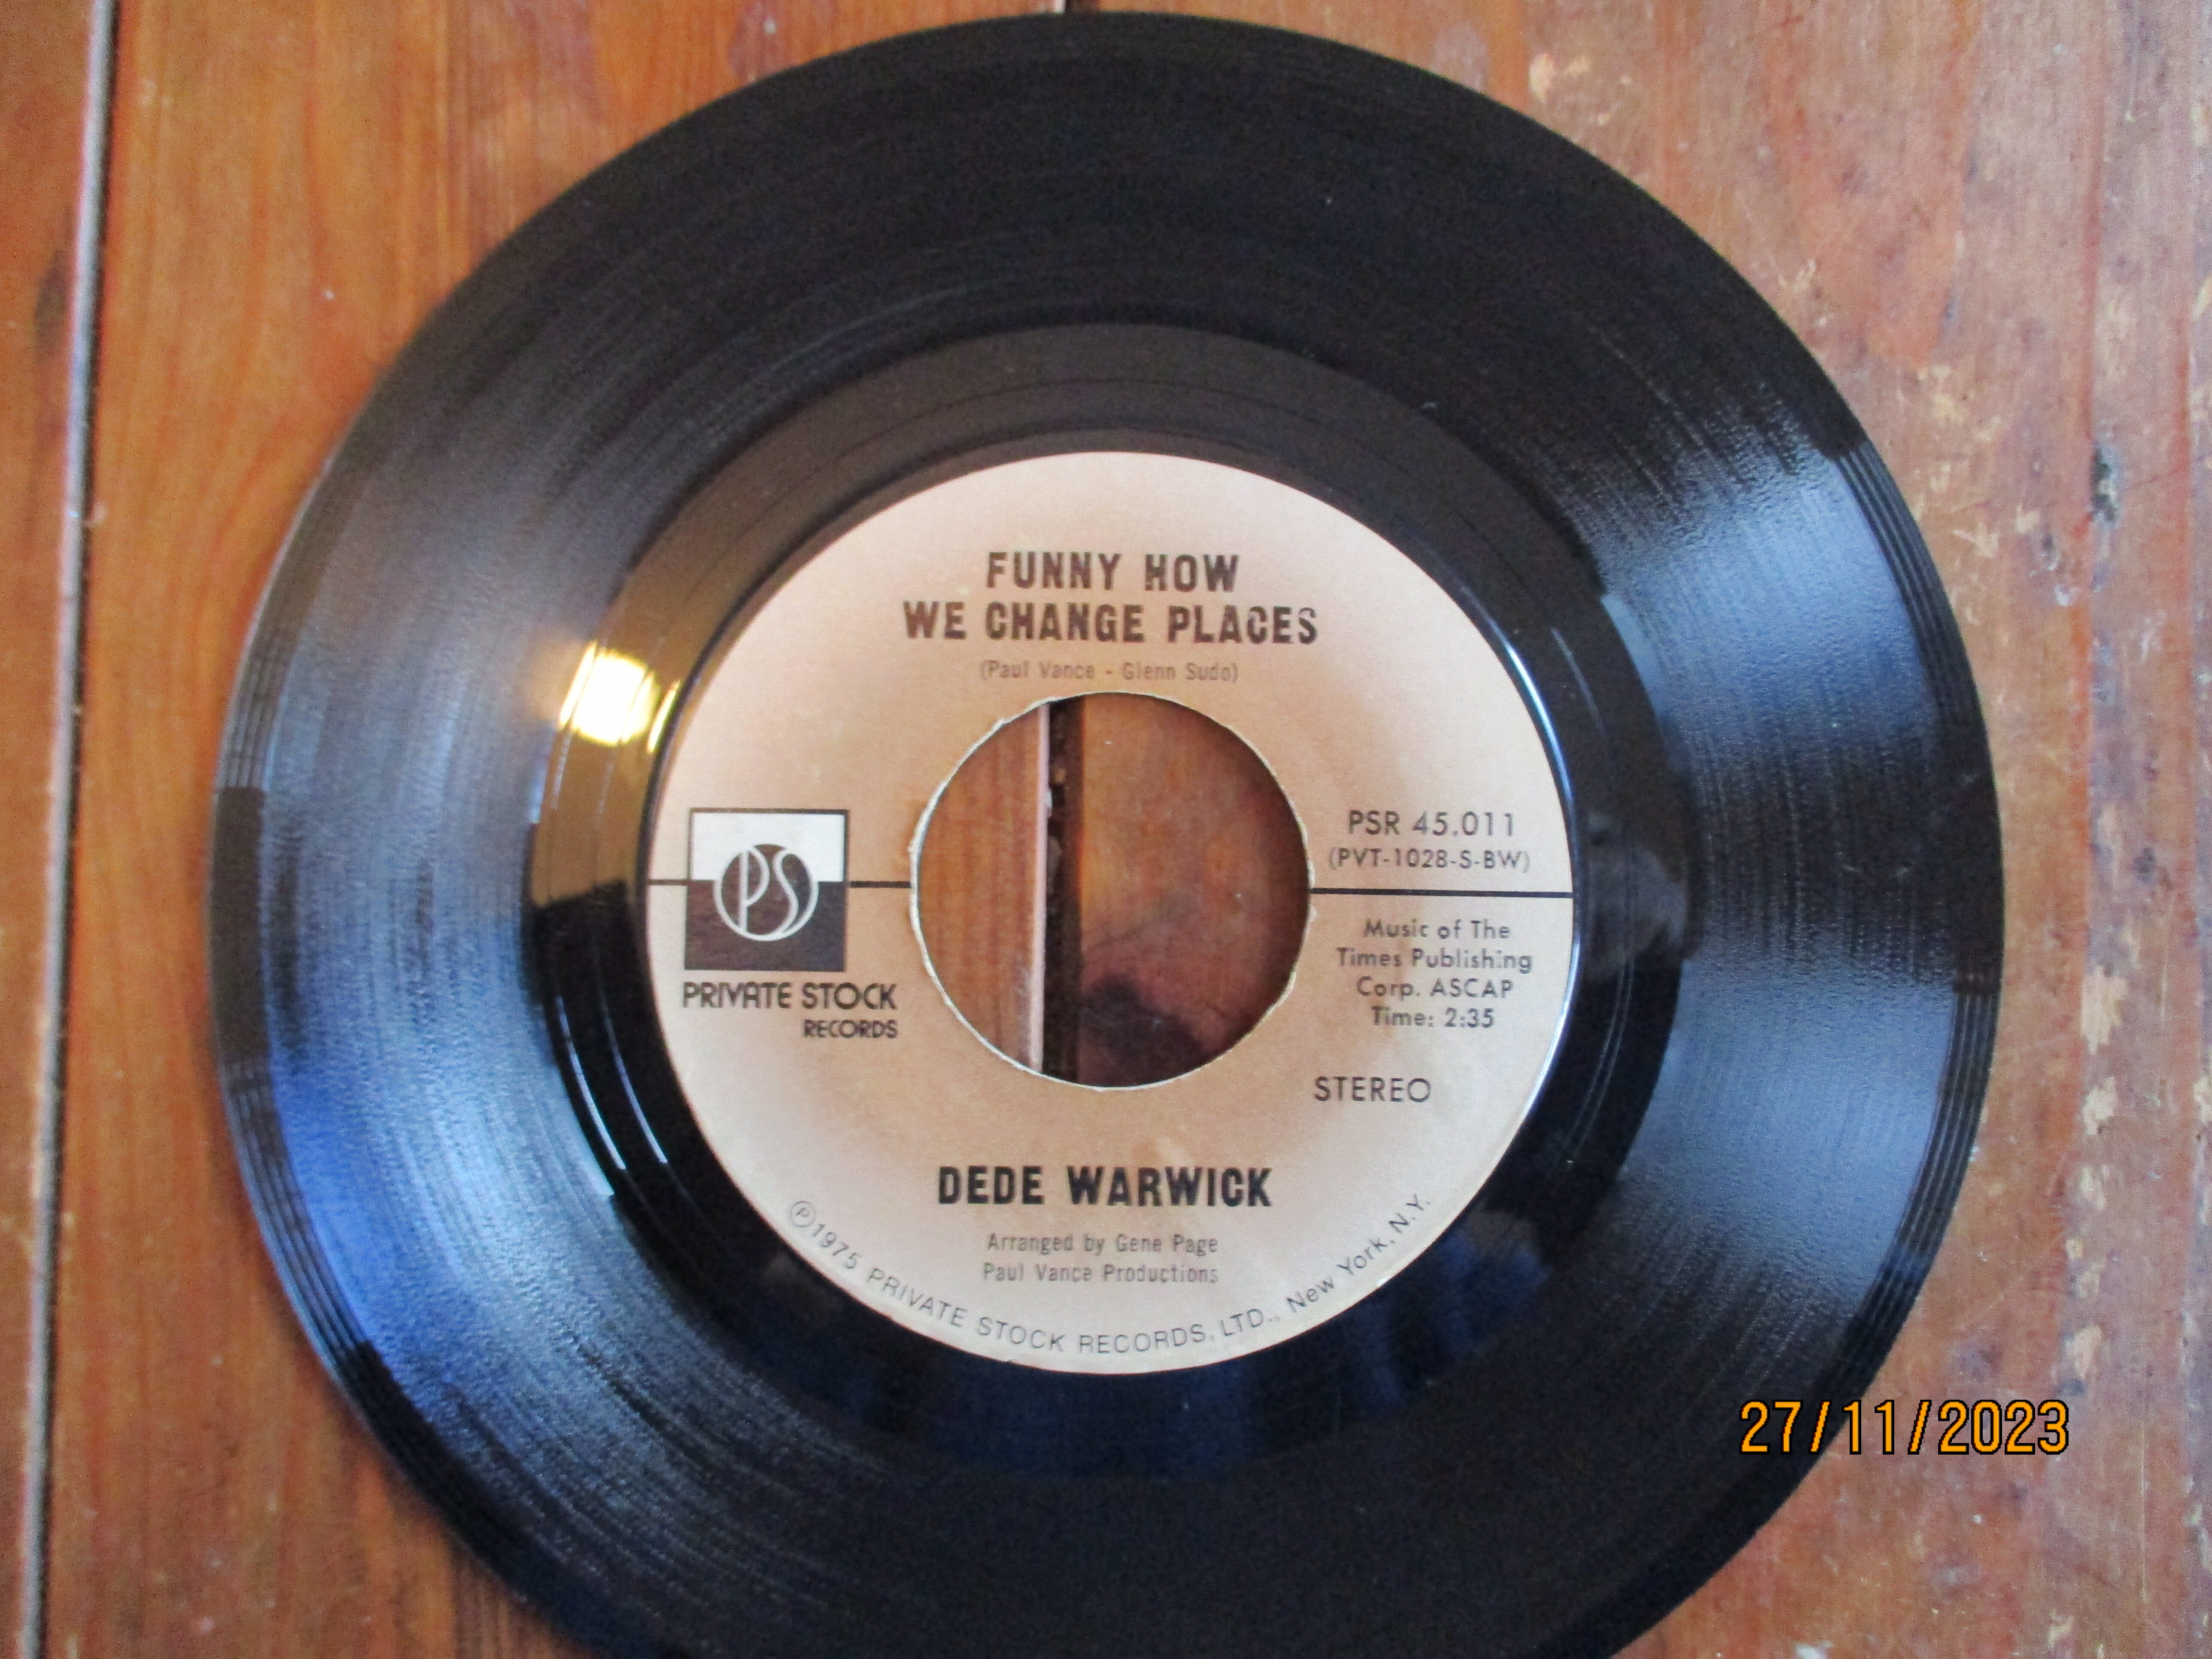 FUNNY HOW
WE CHANGE PLACES
(Paul Vance - Glenn Sudo)
PS
PRIVATE STOCK
RECORDS
PSR 45.011
(PVT-1028-S-BW)
Music of The
Times Publishing
Corp. ASCAP
Time: 2:35
STEREO
DEDE WARWICK
Arranged by Gene Page
Paul Vance Productions
℗1975 PRIVATE STOCK RECORDS, LTD., New York, N.Y.
27/11/2023